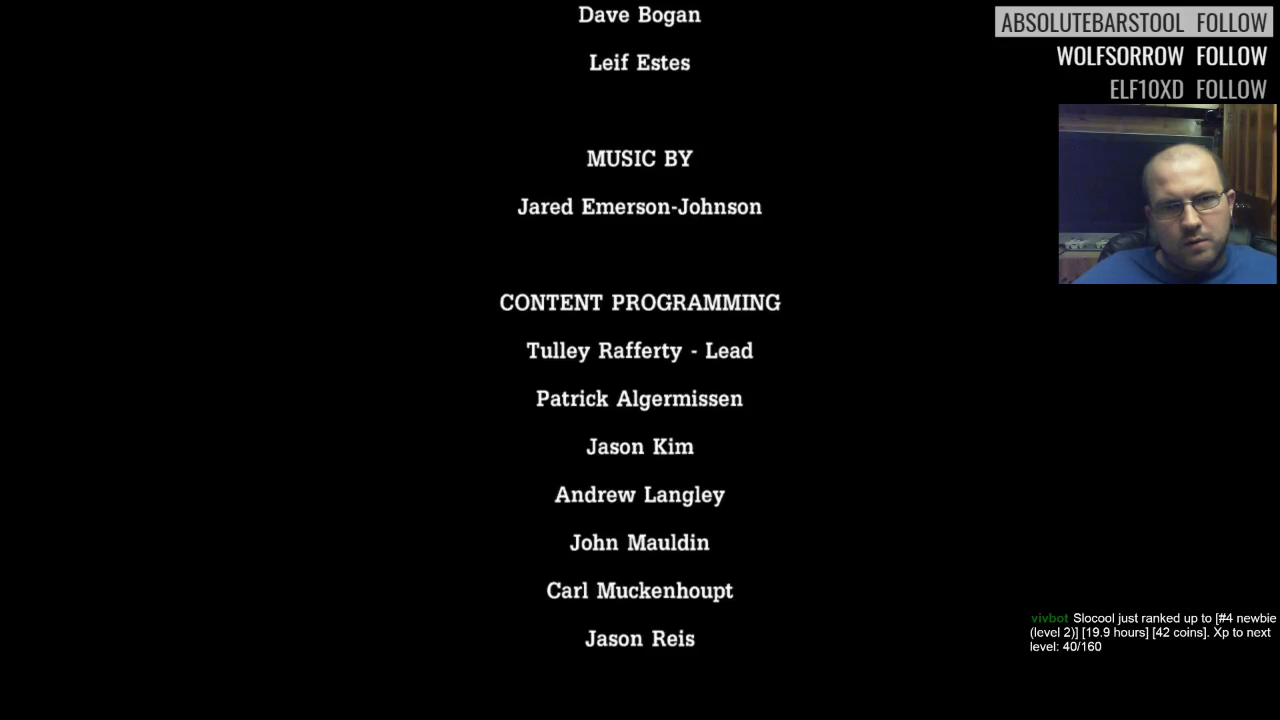 Dave Bogan
Leif Estes
MUSIC BY
Jared Emerson-Johnson
CONTENT PROGRAMMING
Tulley Rafferty - Lead
Patrick Algermissen
Jason Kim
Andrew Langley
John Mauldin
Carl Muckenhoupt
Jason Reis
ABSOLUTEBARSTOOL FOLLOW
WOLFSORROW FOLLOW
ELF10XD FOLLOW
vivbot Slocool just ranked up to [#4 newbie
(level 2)] [19.9 hours] [42 coins]. Xp to next
level: 40/160